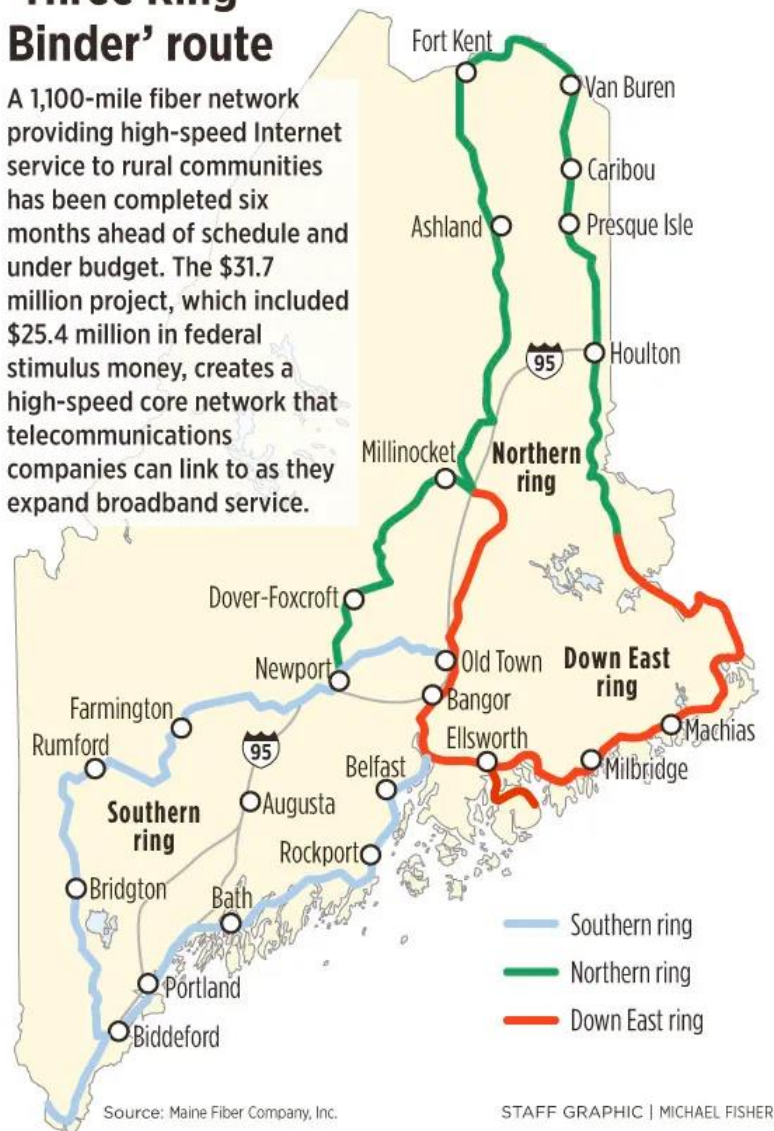 'Three Ring
Binder' route
A 1,100-mile fiber network
providing high-speed Internet
service to rural communities
has been completed six
months ahead of schedule and
under budget. The $31.7
million project, which included
$25.4 million in federal
stimulus money, creates a
high-speed core network that
telecommunications
companies can link to as they
expand broadband service.
Fort Kent
Van Buren
Caribou
Ashland
Presque Isle
95
Houlton
Millinocket
Northern
ring
Dover-Foxcroft
Newport
Old Town
Down East
ring
Bangor
Farmington
Rumford
95
Ellsworth
Machias
Milbridge
Belfast
Southern
ring
Augusta
Rockport
Bridgton
Bath
Portland
Biddeford
Southern ring
Northern ring
Down East ring
Source: Maine Fiber Company, Inc.
STAFF GRAPHIC | MICHAEL FISHER